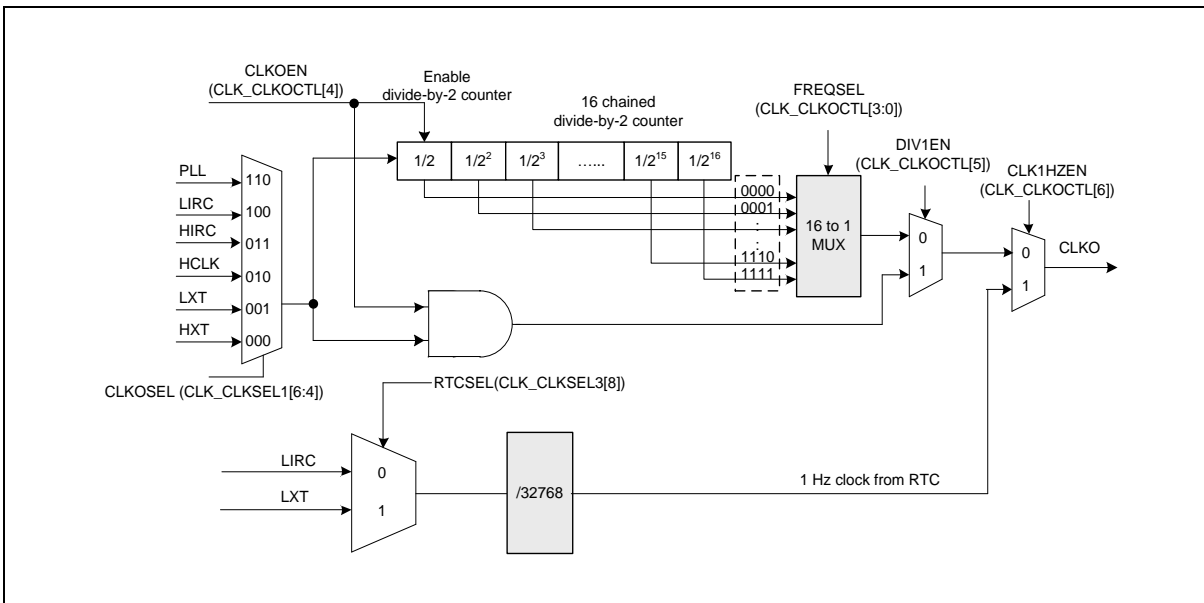 CLKOEN
(CLK_CLKOCTL[4])
Enable
divide-by-2 counter
16 chained
divide-by-2 counter
FREQSEL
(CLK_CLKOCTL[3:0])
DIV1EN
(CLK_CLKOCTL[5])
CLK1HZEN
(CLK_CLKOCTL[6])
1/2 1/2² 1/2³ …... 1/2¹⁵ 1/2¹⁶
PLL 110
LIRC 100
HIRC 011
HCLK 010
LXT 001
HXT 000
CLKOSEL (CLK_CLKSEL1[6:4])
0000
0001
:
:
1110
1111
16 to 1
MUX
0
1
0
1
CLKO
RTCSEL(CLK_CLKSEL3[8])
LIRC 0
LXT 1
/32768
1 Hz clock from RTC